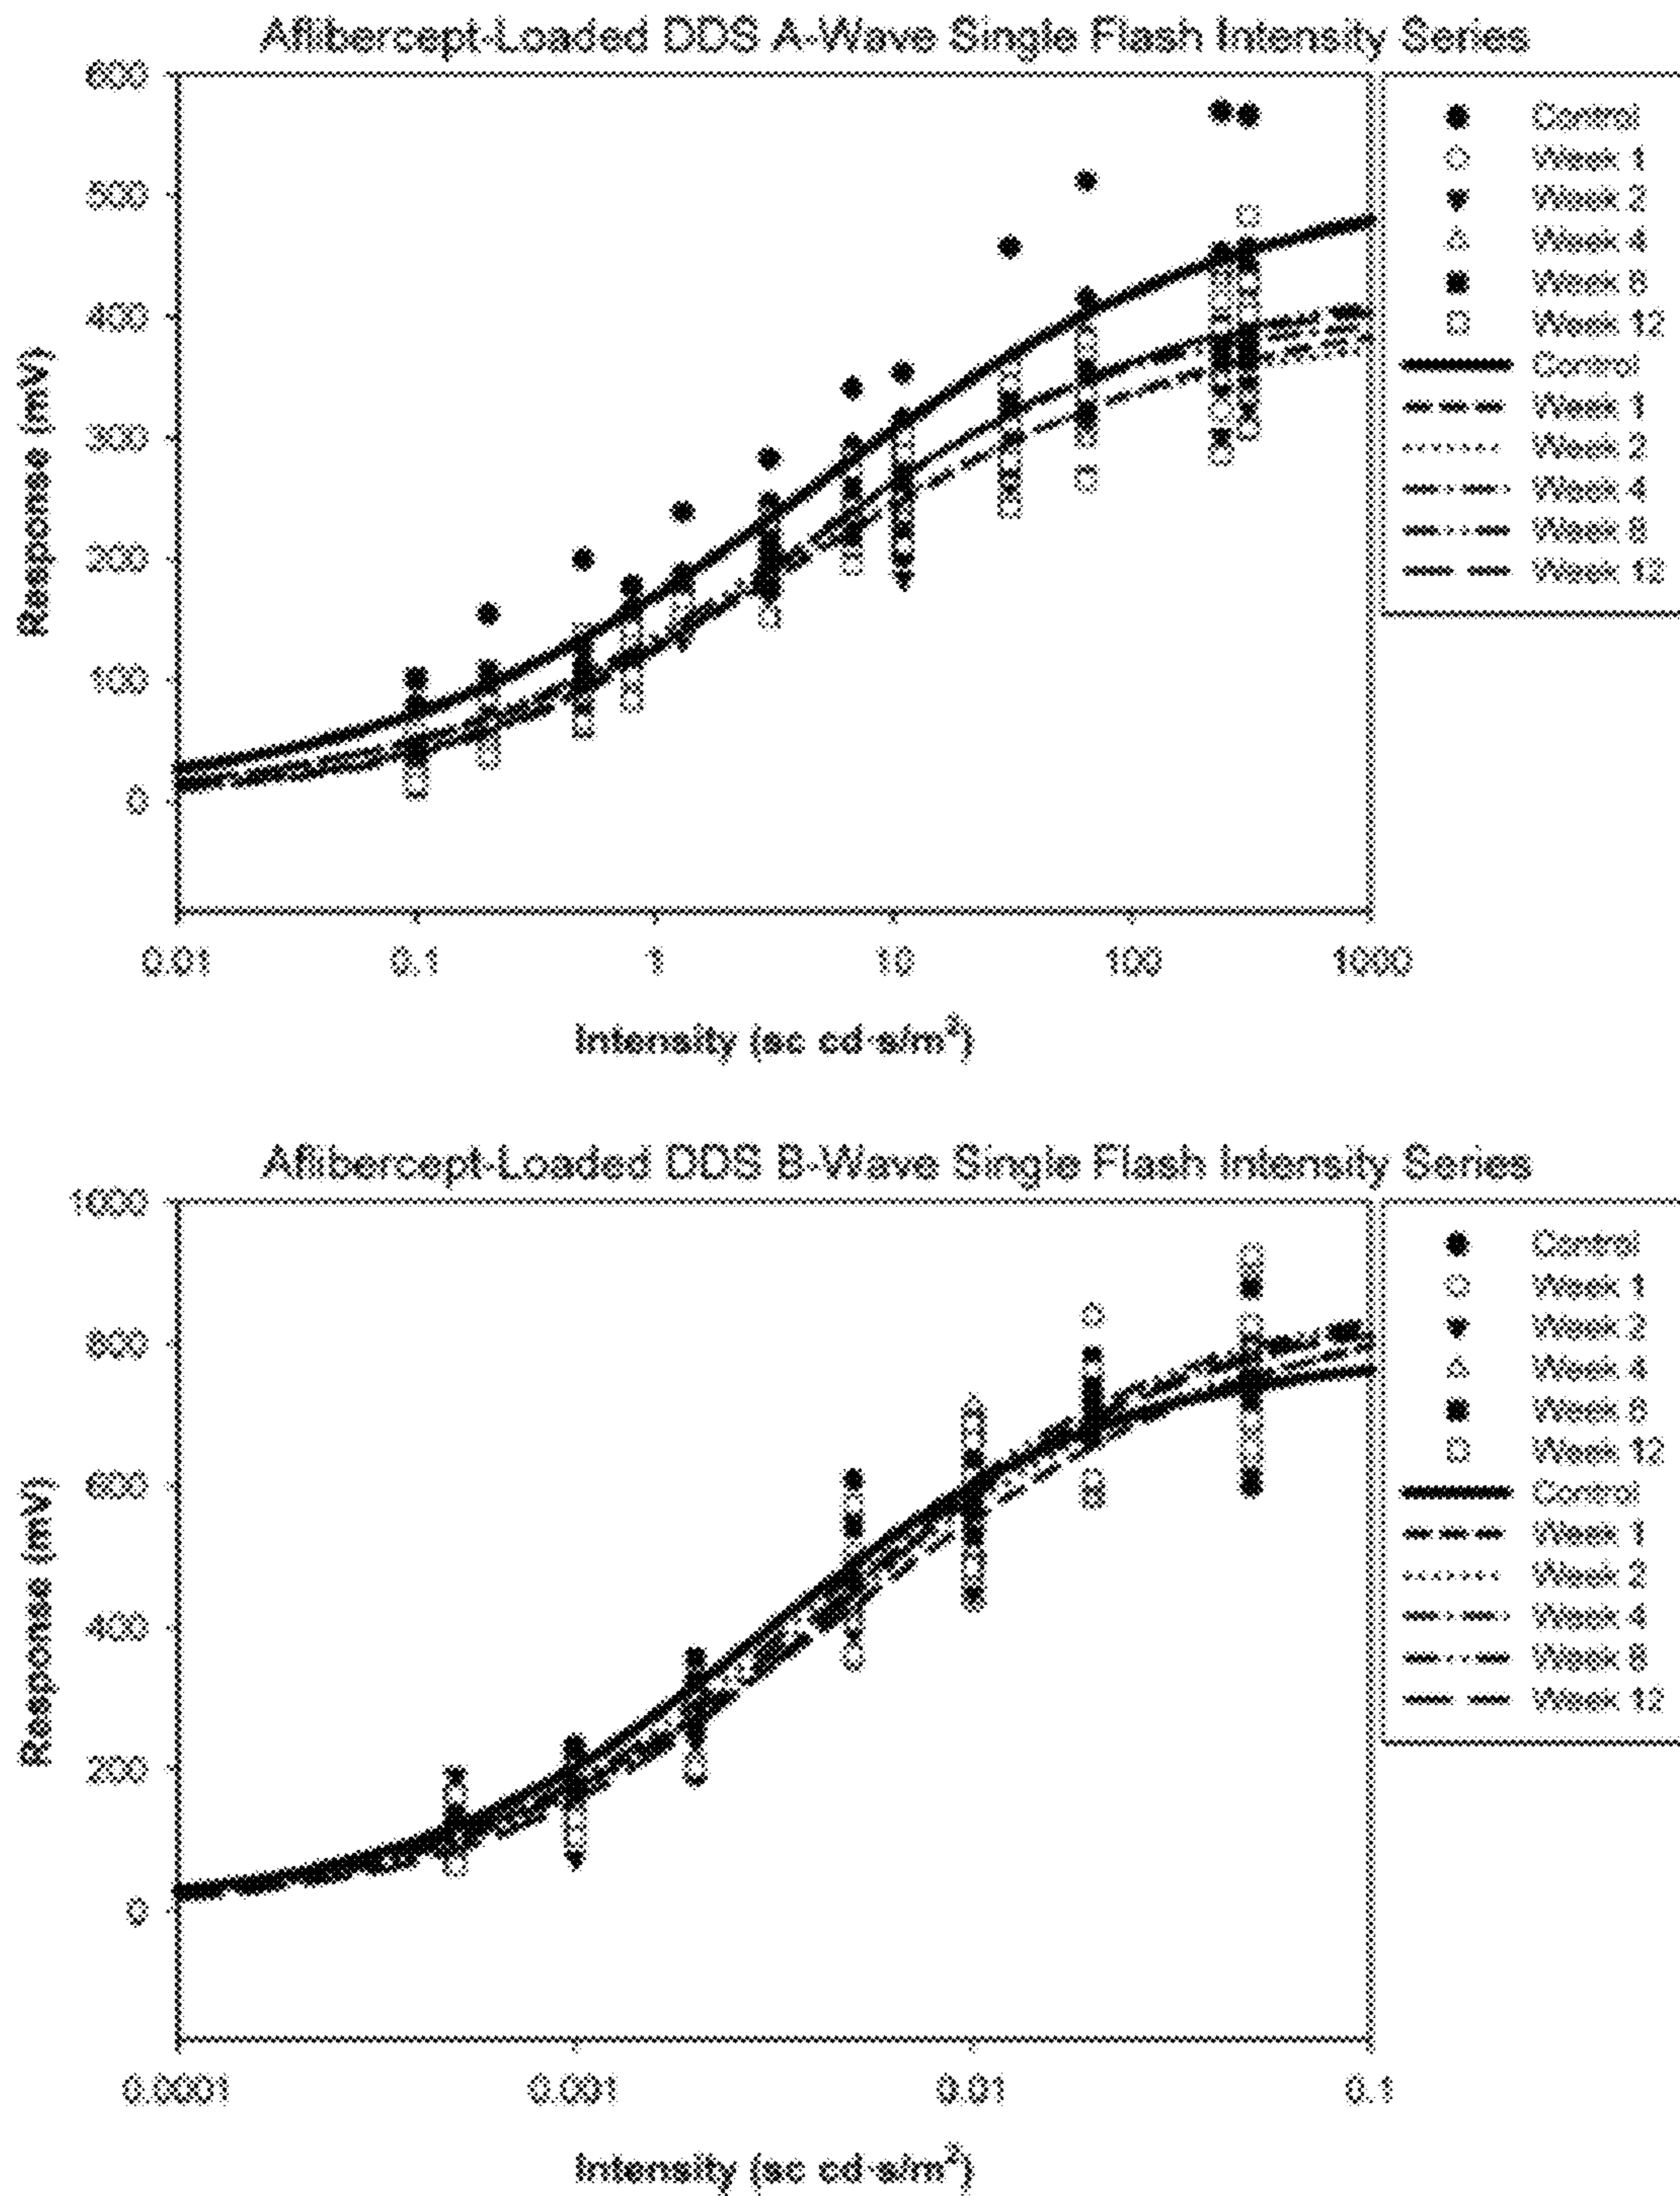 Aflibercept-Loaded DDS A-Wave Single Flash Intensity Series
600
500
400
300
200
100
0
Response (mV)
0.01
0.1
1
10
100
1000
Intensity (sc cd·s/m²)
Control
Week 1
Week 2
Week 4
Week 8
Week 12
Control
Week 1
Week 2
Week 4
Week 8
Week 12
Aflibercept-Loaded DDS B-Wave Single Flash Intensity Series
1000
800
600
400
200
0
Response (mV)
0.0001
0.001
0.01
0.1
Intensity (sc cd·s/m²)
Control
Week 1
Week 2
Week 4
Week 8
Week 12
Control
Week 1
Week 2
Week 4
Week 8
Week 12